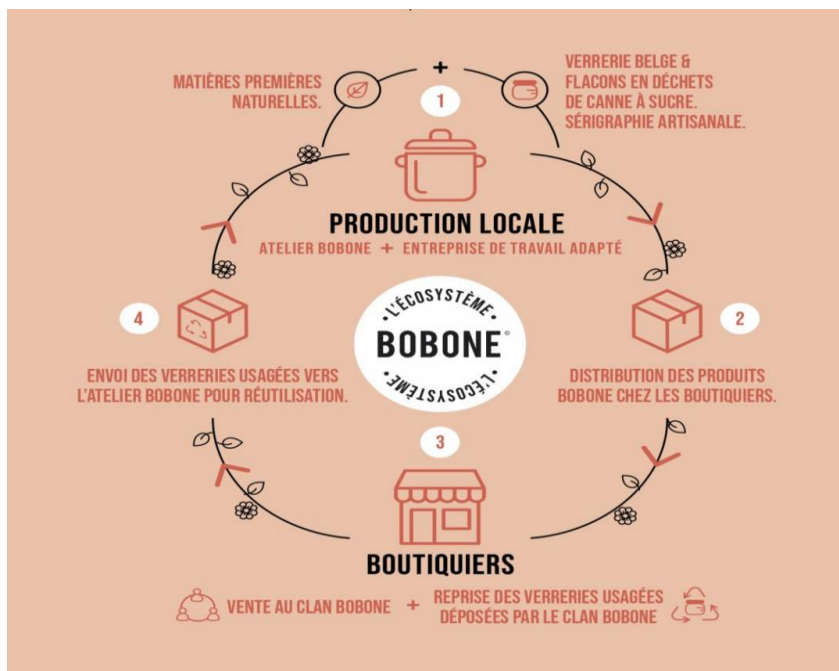 MATIÈRES PREMIÈRES
NATURELLES.
+
VERRERIE BELGE &
FLACONS EN DÉCHETS
DE CANNE À SUCRE.
SÉRIGRAPHIE ARTISANALE.
1
PRODUCTION LOCALE
ATELIER BOBONE + ENTREPRISE DE TRAVAIL ADAPTÉ
2
DISTRIBUTION DES PRODUITS
BOBONE CHEZ LES BOUTIQUIERS.
3
BOUTIQUIERS
VENTE AU CLAN BOBONE + REPRISE DES VERRERIES USAGÉES
DÉPOSÉES PAR LE CLAN BOBONE
4
ENVOI DES VERRERIES USAGÉES VERS
L'ATELIER BOBONE POUR RÉUTILISATION.
• L'ÉCOSYSTÈME •
BOBONE®
• L'ÉCOSYSTÈME •